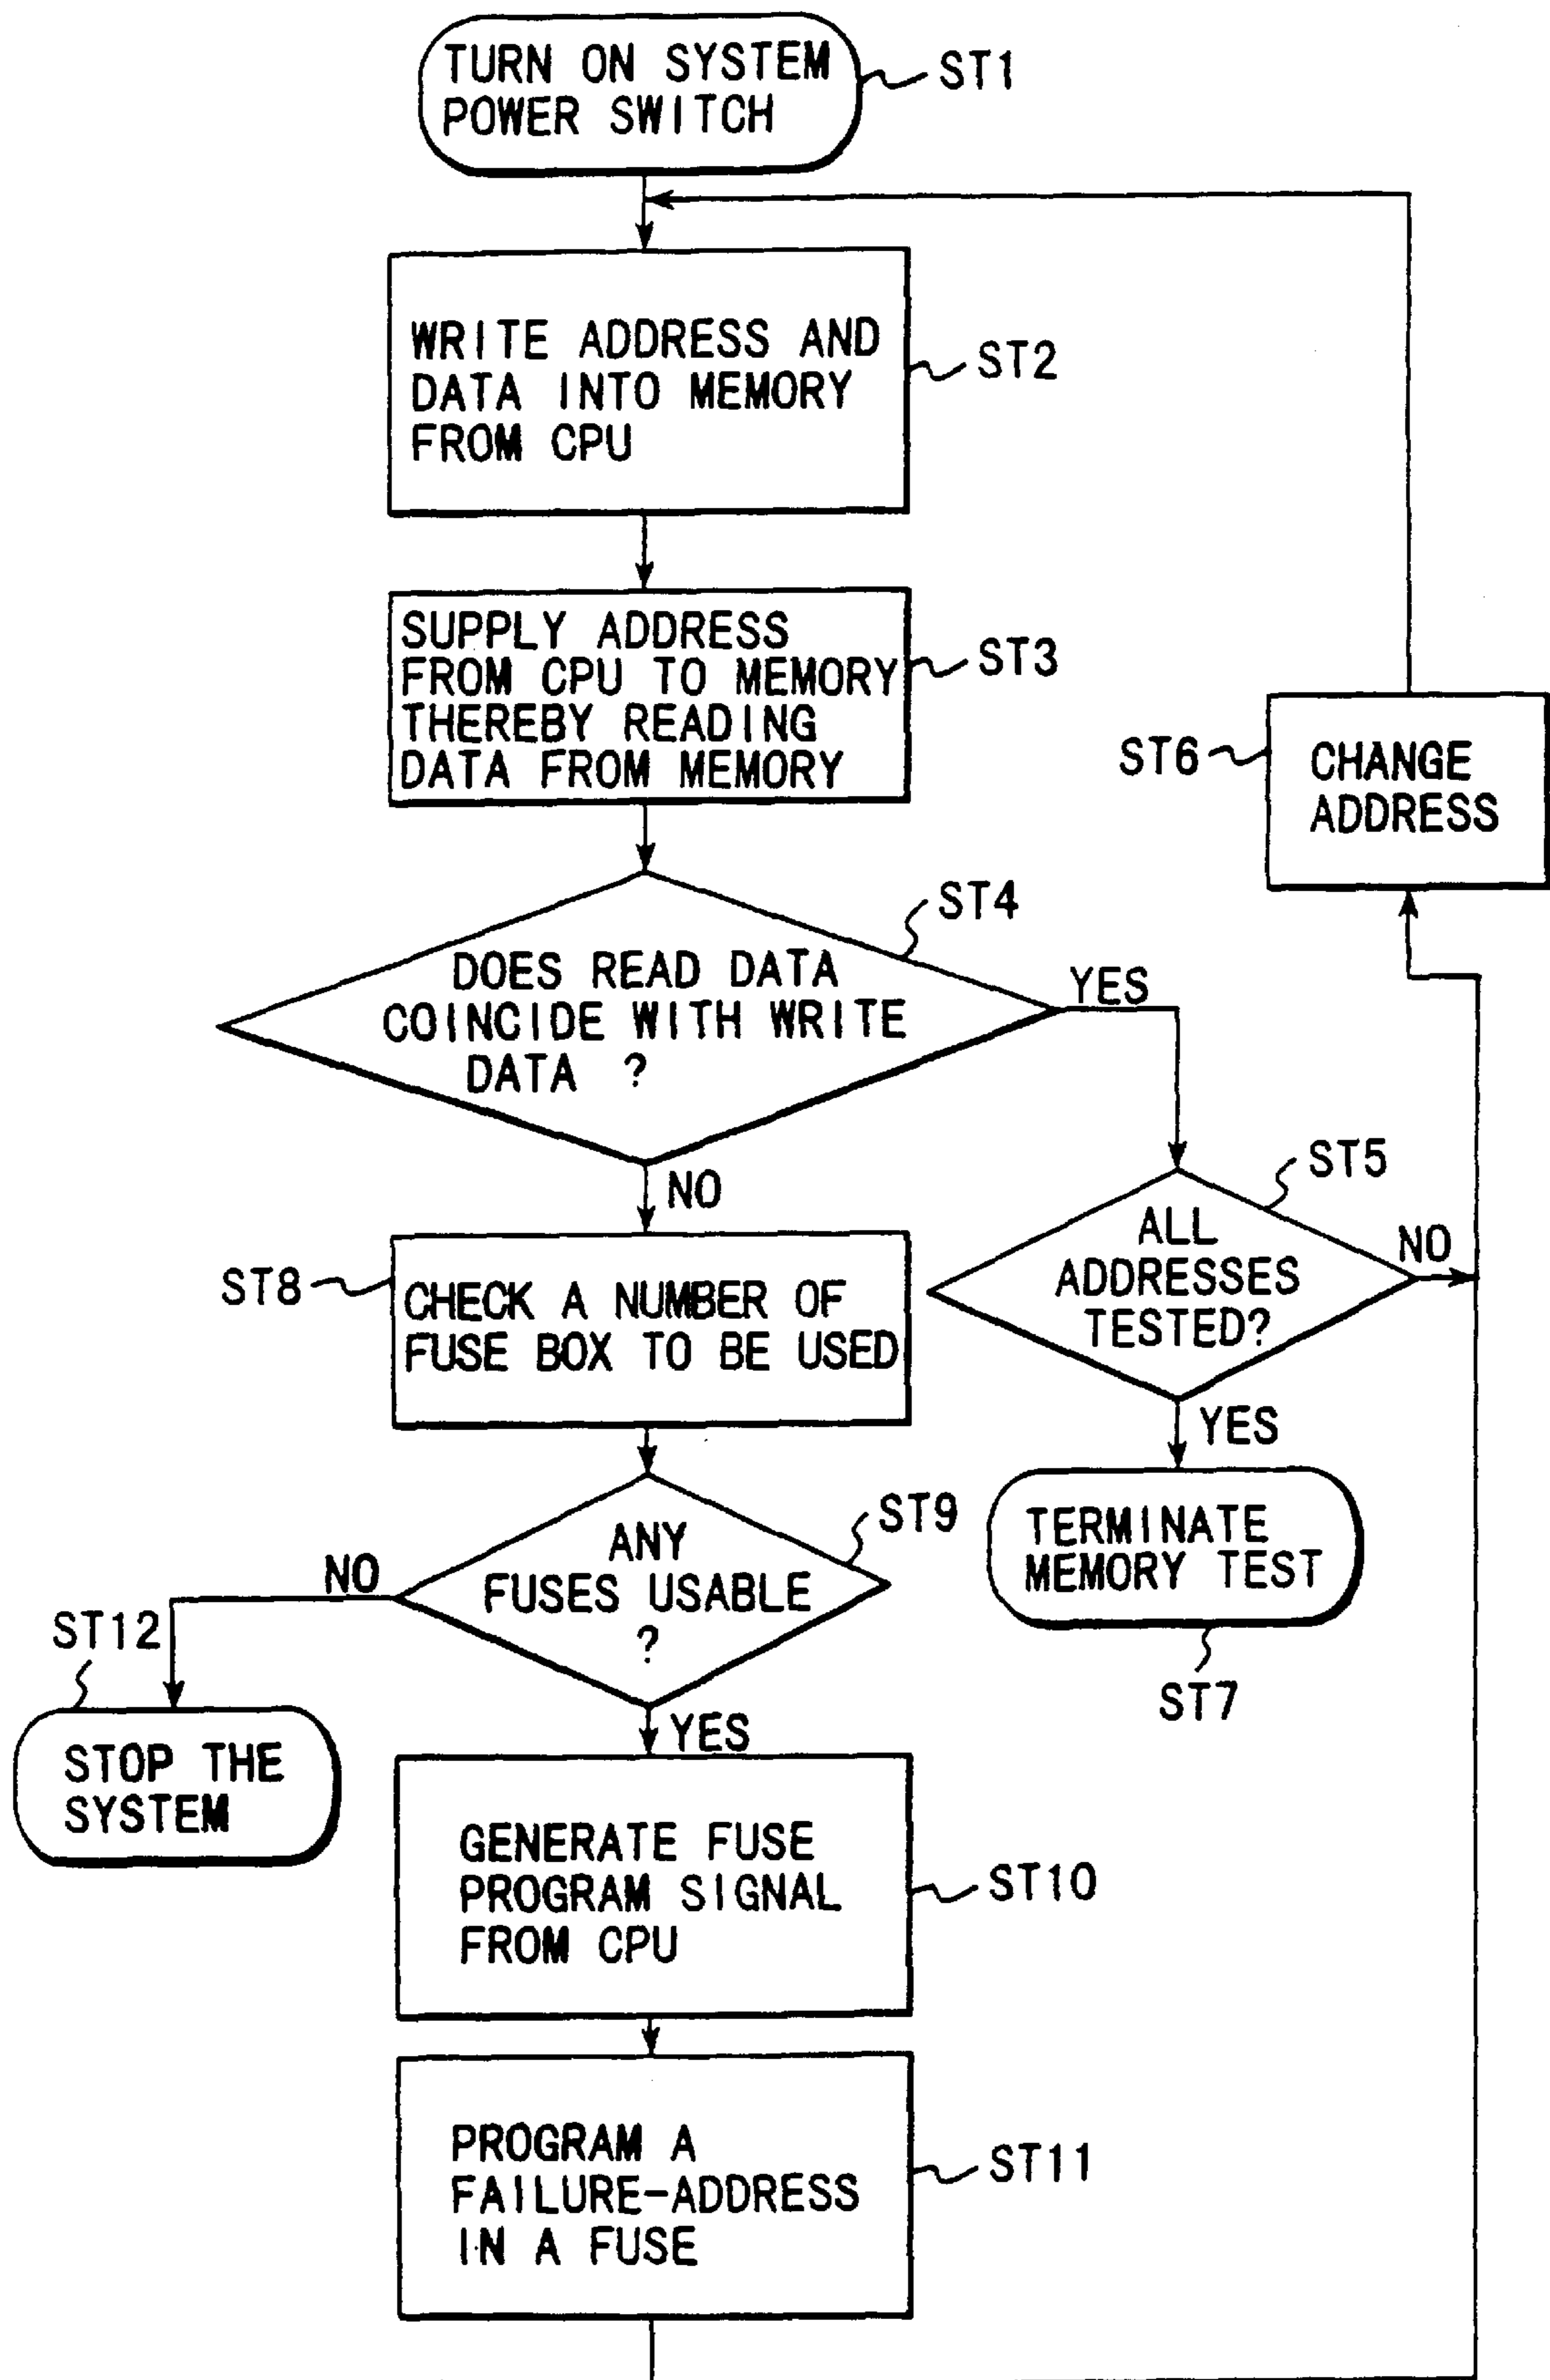 TURN ON SYSTEM
POWER SWITCH
ST1
WRITE ADDRESS AND
DATA INTO MEMORY
FROM CPU
ST2
SUPPLY ADDRESS
FROM CPU TO MEMORY
THEREBY READING
DATA FROM MEMORY
ST3
ST6
CHANGE
ADDRESS
ST4
DOES READ DATA
COINCIDE WITH WRITE
DATA ?
YES
NO
ST5
ALL
ADDRESSES
TESTED?
NO
YES
ST8
CHECK A NUMBER OF
FUSE BOX TO BE USED
TERMINATE
MEMORY TEST
ST7
ST9
ANY
FUSES USABLE
?
NO
ST12
STOP THE
SYSTEM
YES
GENERATE FUSE
PROGRAM SIGNAL
FROM CPU
ST10
PROGRAM A
FAILURE-ADDRESS
IN A FUSE
ST11